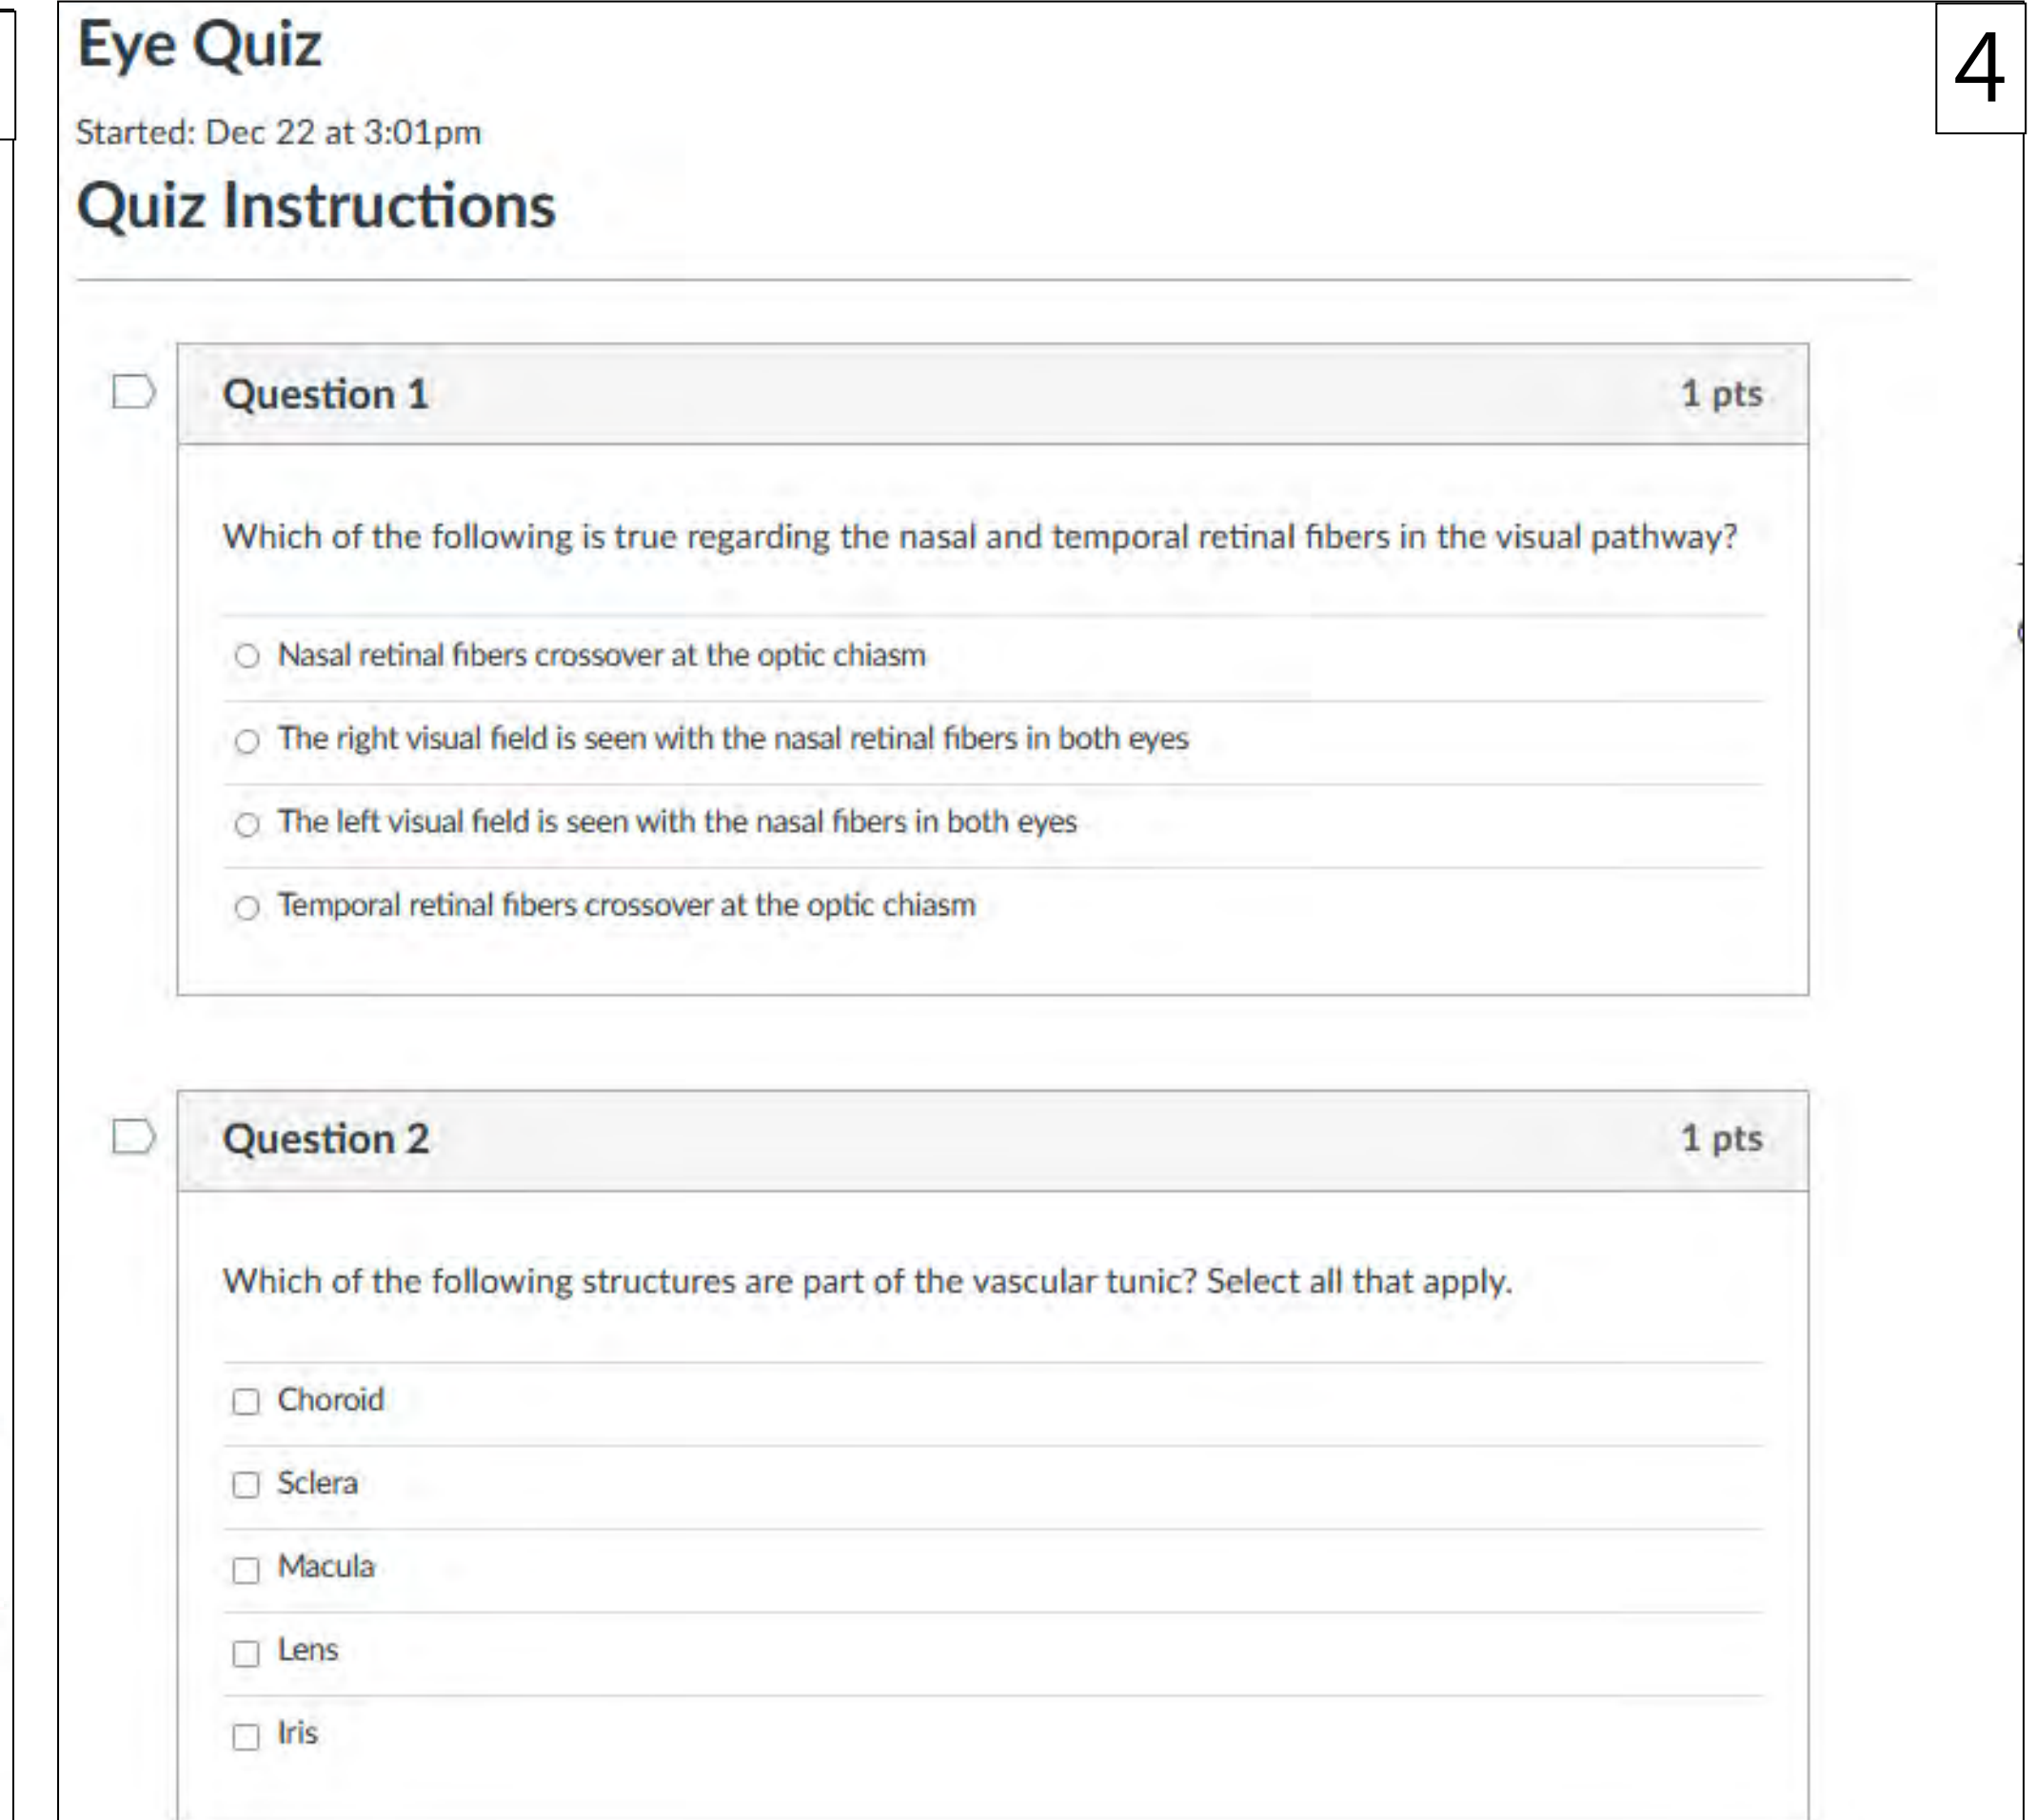 Eye Quiz
4
Started: Dec 22 at 3:01pm
Quiz Instructions
Question 1 1 pts
Which of the following is true regarding the nasal and temporal retinal fibers in the visual pathway?
Nasal retinal fibers crossover at the optic chiasm
The right visual field is seen with the nasal retinal fibers in both eyes
The left visual field is seen with the nasal fibers in both eyes
Temporal retinal fibers crossover at the optic chiasm
Question 2 1 pts
Which of the following structures are part of the vascular tunic? Select all that apply.
Choroid
Sclera
Macula
Lens
Iris